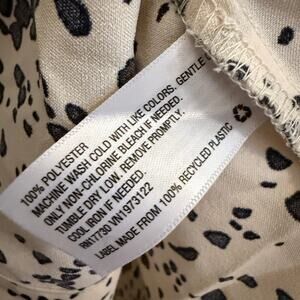 100% POLYESTER
MACHINE WASH COLD WITH LIKE COLORS. GENTLE
ONLY NON-CHLORINE BLEACH IF NEEDED.
TUMBLE DRY LOW. REMOVE PROMPTLY.
COOL IRON IF NEEDED.
VN1973122
LABEL MADE FROM 100% RECYCLED PLASTIC